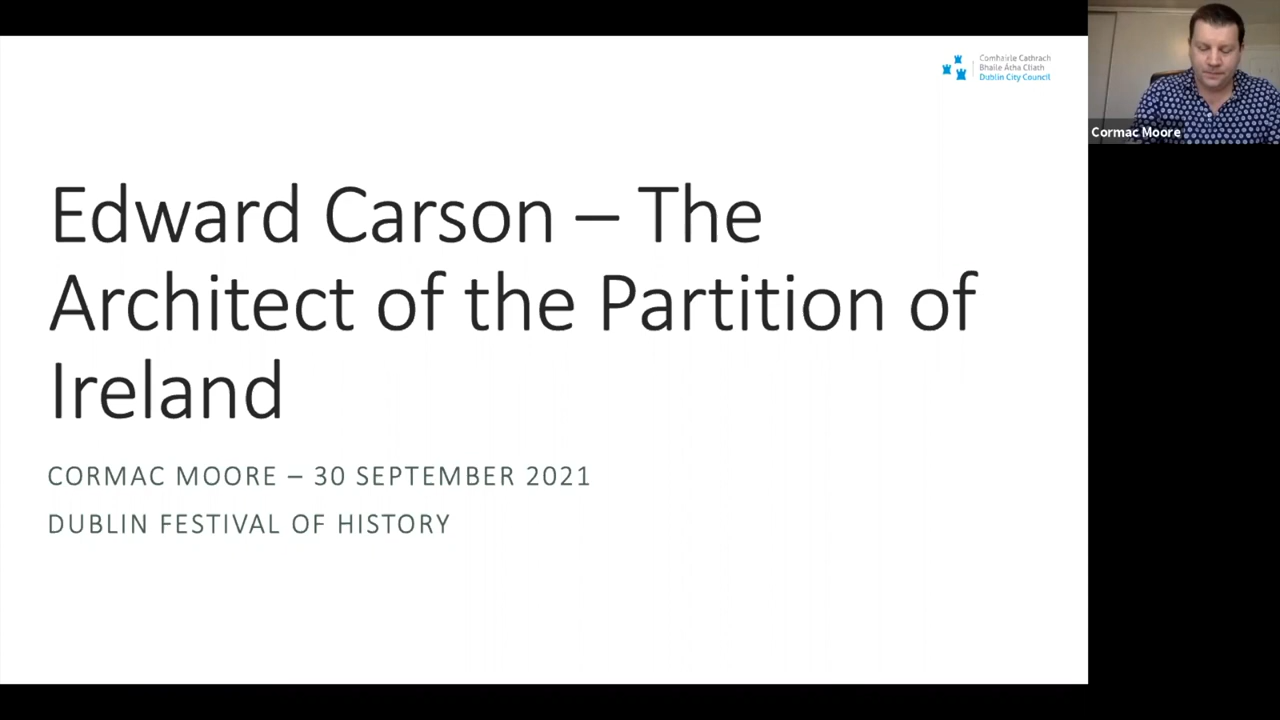 Comhairle Cathrach
Bhaile Átha Cliath
Dublin City Council
Cormac Moore
Edward Carson – The
Architect of the Partition of
Ireland
CORMAC MOORE – 30 SEPTEMBER 2021
DUBLIN FESTIVAL OF HISTORY